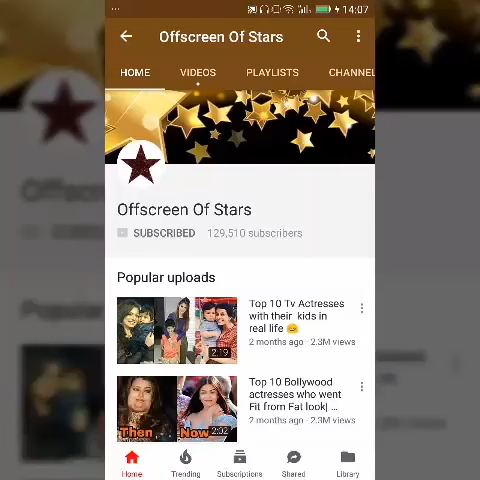 14:07
Offscreen Of Stars
HOME VIDEOS PLAYLISTS CHANNEL
Offscreen Of Stars
SUBSCRIBED 129,510 subscribers
Popular uploads
Top 10 Tv Actresses
with their kids in
real life 😊
2 months ago · 2.3M views
2:19
Top 10 Bollywood
actresses who went
Fit from Fat look| ...
2 months ago · 2.3M views
Then Now 2:02
Home Trending Subscriptions Shared Library